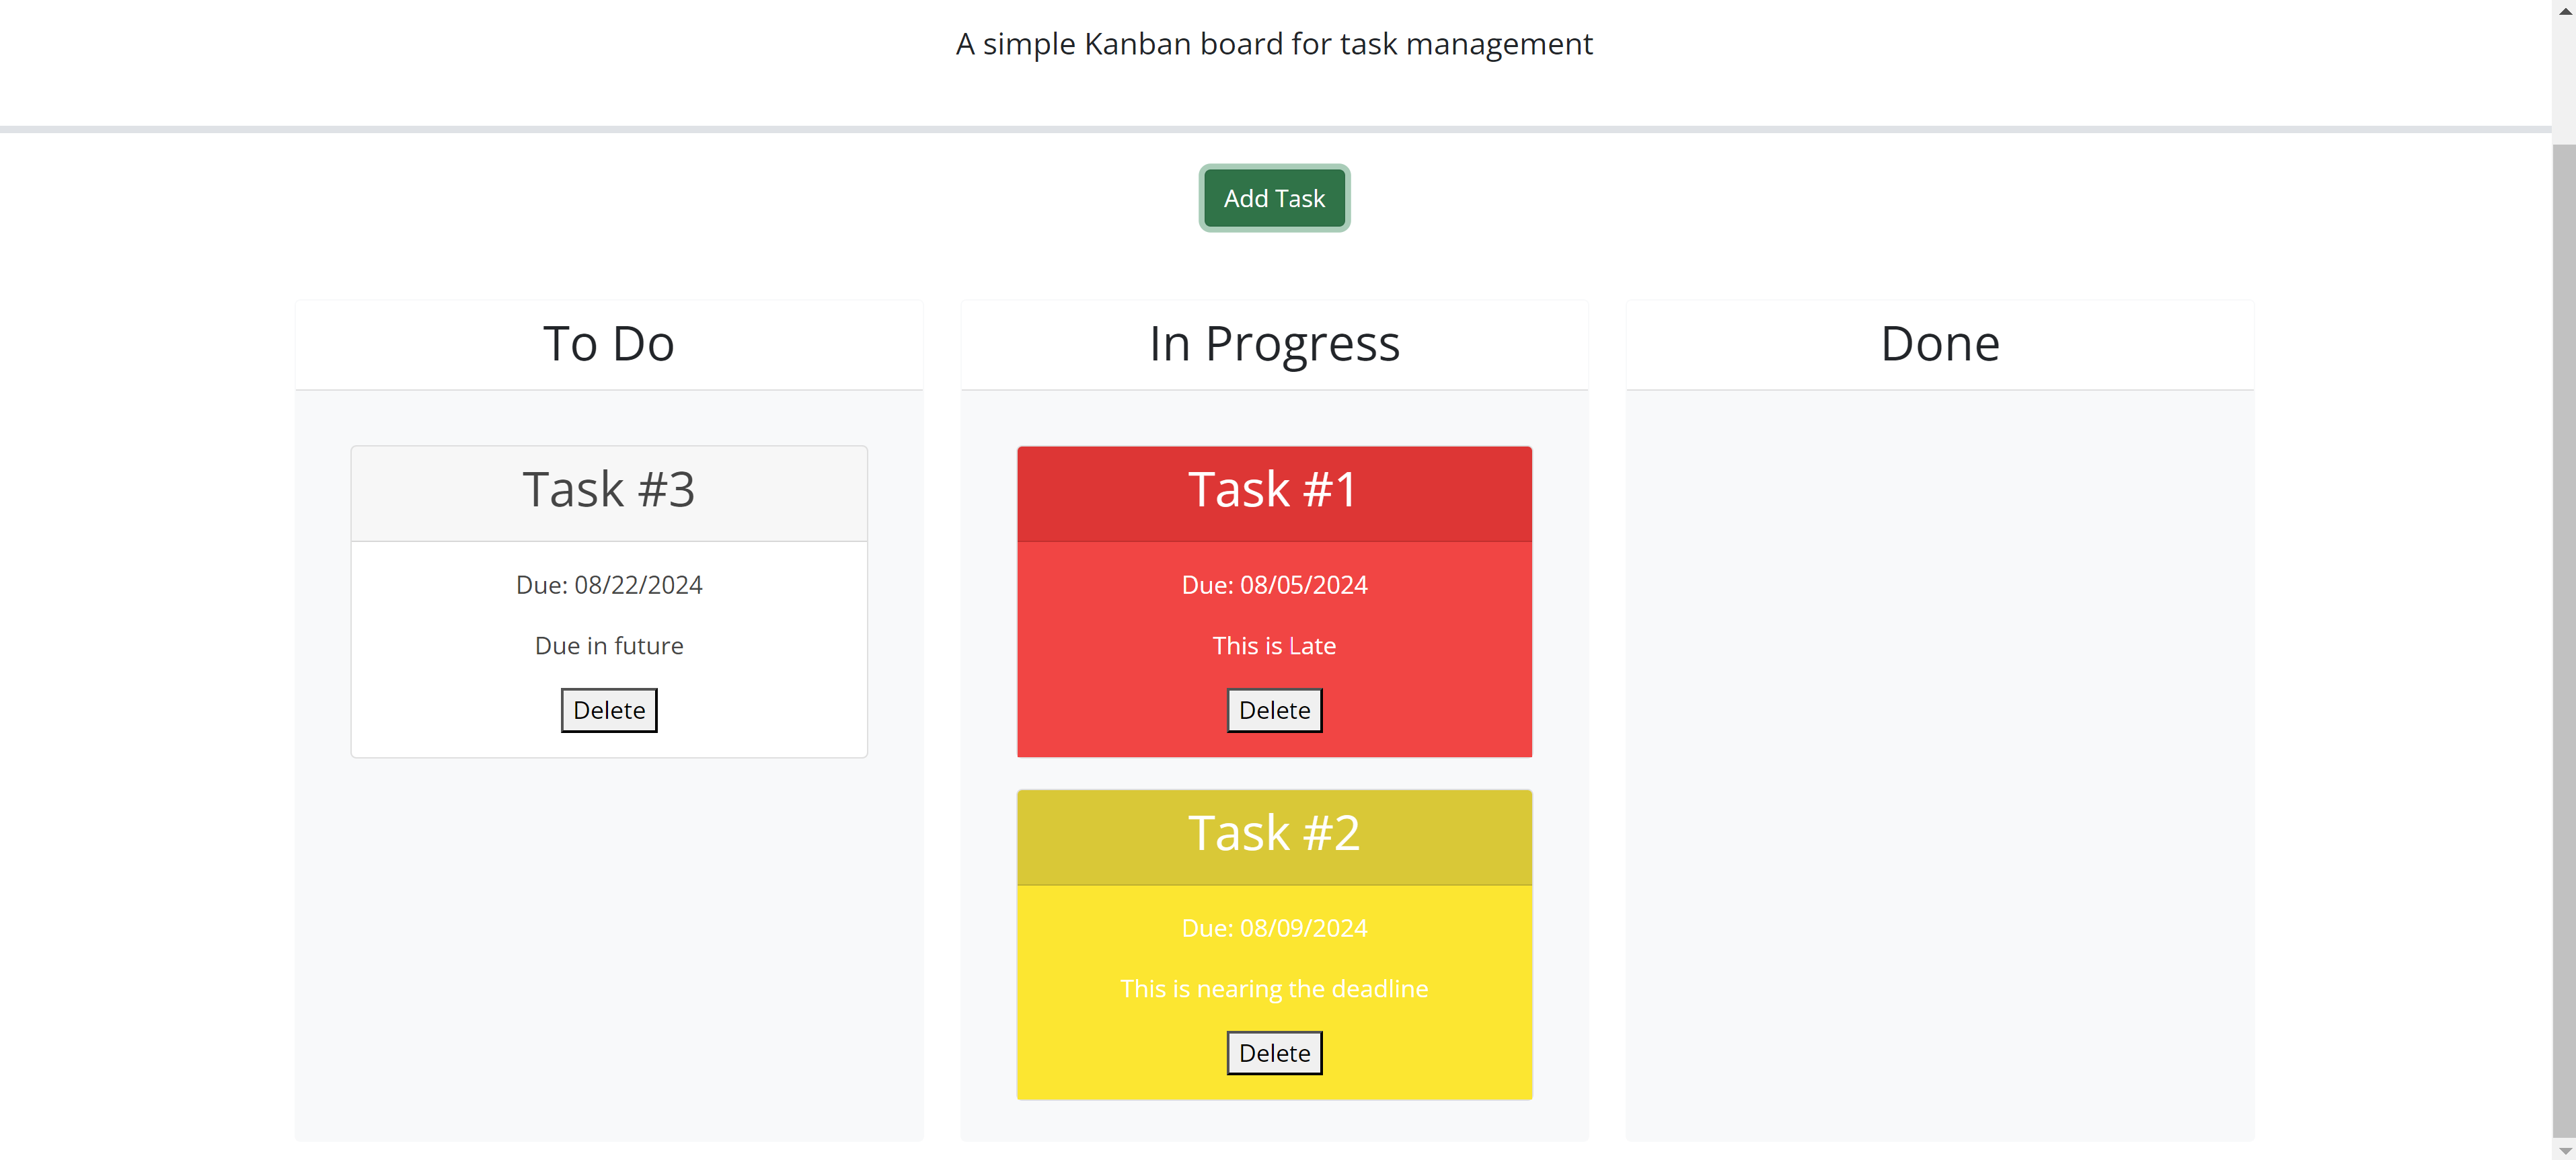 A simple Kanban board for task management
Add Task
To Do
Task #3
Due: 08/22/2024
Due in future
Delete
In Progress
Task #1
Due: 08/05/2024
This is Late
Delete
Task #2
Due: 08/09/2024
This is nearing the deadline
Delete
Done